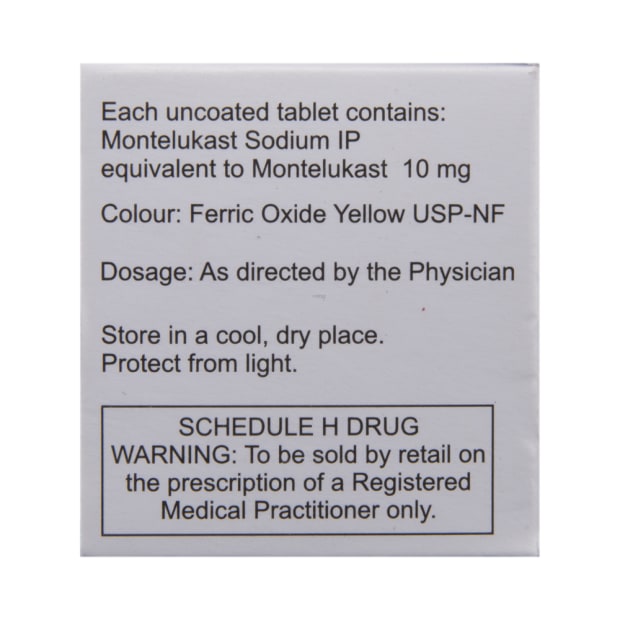 Each uncoated tablet contains:
Montelukast Sodium IP
equivalent to Montelukast 10 mg
Colour: Ferric Oxide Yellow USP-NF
Dosage: As directed by the Physician
Store in a cool, dry place.
Protect from light.
SCHEDULE H DRUG
WARNING: To be sold by retail on
the prescription of a Registered
Medical Practitioner only.